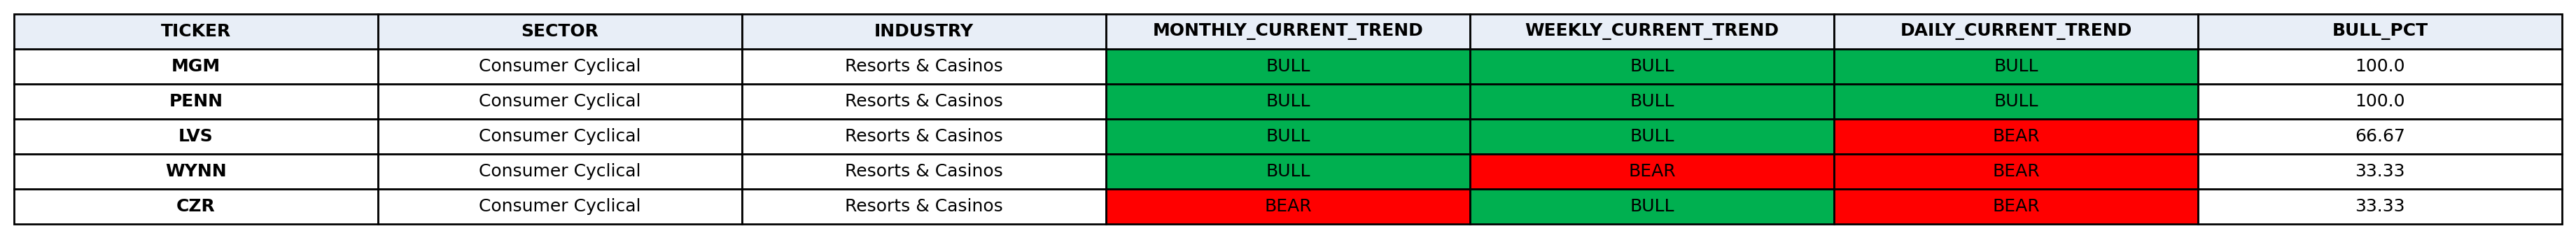 TICKER SECTOR INDUSTRY MONTHLY_CURRENT_TREND WEEKLY_CURRENT_TREND DAILY_CURRENT_TREND BULL_PCT
MGM Consumer Cyclical Resorts & Casinos BULL BULL BULL 100.0
PENN Consumer Cyclical Resorts & Casinos BULL BULL BULL 100.0
LVS Consumer Cyclical Resorts & Casinos BULL BULL BEAR 66.67
WYNN Consumer Cyclical Resorts & Casinos BULL BEAR BEAR 33.33
CZR Consumer Cyclical Resorts & Casinos BEAR BULL BEAR 33.33